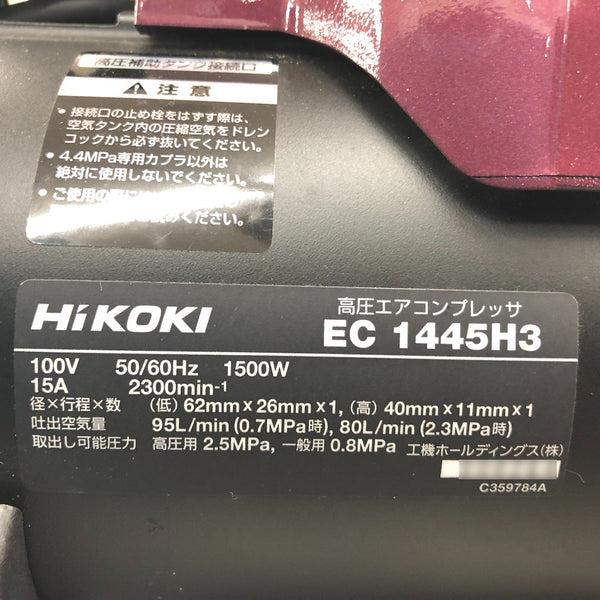 高圧補助タンク接続口
⚠ 注意
• 接続口の止め栓をはずす際は、
空気タンク内の圧縮空気をドレン
コックから必ず抜いてください。
• 4.4MPa専用カプラ以外は
絶対に使用しないでください。
• ご使用の際には
読みください。
HiKOKI
高圧エアコンプレッサ
EC 1445H3
100V 50/60Hz 1500W
15A 2300min-1
径×行程×数 (低) 62mm×26mm×1, (高) 40mm×11mm×1
吐出空気量 95L/min (0.7MPa時), 80L/min (2.3MPa時)
取出し可能圧力 高圧用 2.5MPa, 一般用 0.8MPa 工機ホールディングス(株)
C359784A